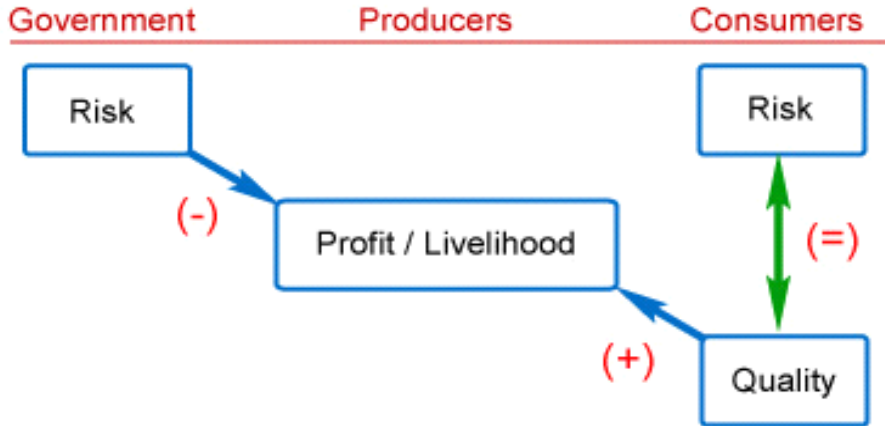 Government Producers Consumers
Risk Risk
(-)
Profit / Livelihood
(=)
(+)
Quality